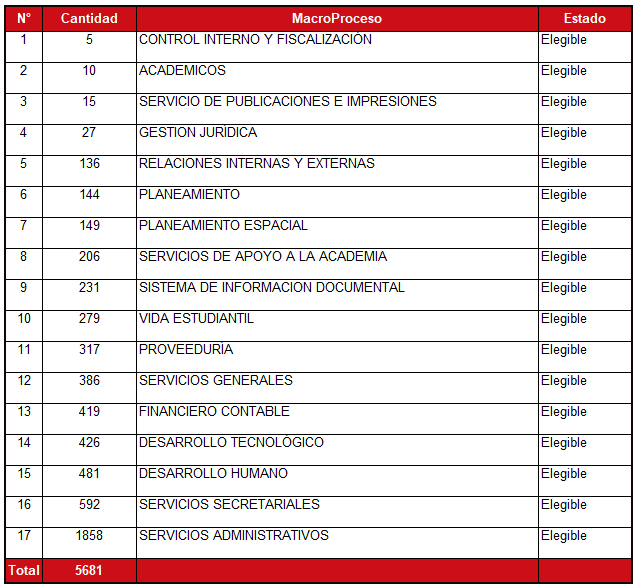 N° Cantidad MacroProceso Estado
1 5 CONTROL INTERNO Y FISCALIZACIÓN Elegible
2 10 ACADEMICOS Elegible
3 15 SERVICIO DE PUBLICACIONES E IMPRESIONES Elegible
4 27 GESTION JURÍDICA Elegible
5 136 RELACIONES INTERNAS Y EXTERNAS Elegible
6 144 PLANEAMIENTO Elegible
7 149 PLANEAMIENTO ESPACIAL Elegible
8 206 SERVICIOS DE APOYO A LA ACADEMIA Elegible
9 231 SISTEMA DE INFORMACION DOCUMENTAL Elegible
10 279 VIDA ESTUDIANTIL Elegible
11 317 PROVEEDURÍA Elegible
12 386 SERVICIOS GENERALES Elegible
13 419 FINANCIERO CONTABLE Elegible
14 426 DESARROLLO TECNOLÓGICO Elegible
15 481 DESARROLLO HUMANO Elegible
16 592 SERVICIOS SECRETARIALES Elegible
17 1858 SERVICIOS ADMINISTRATIVOS Elegible
Total 5681